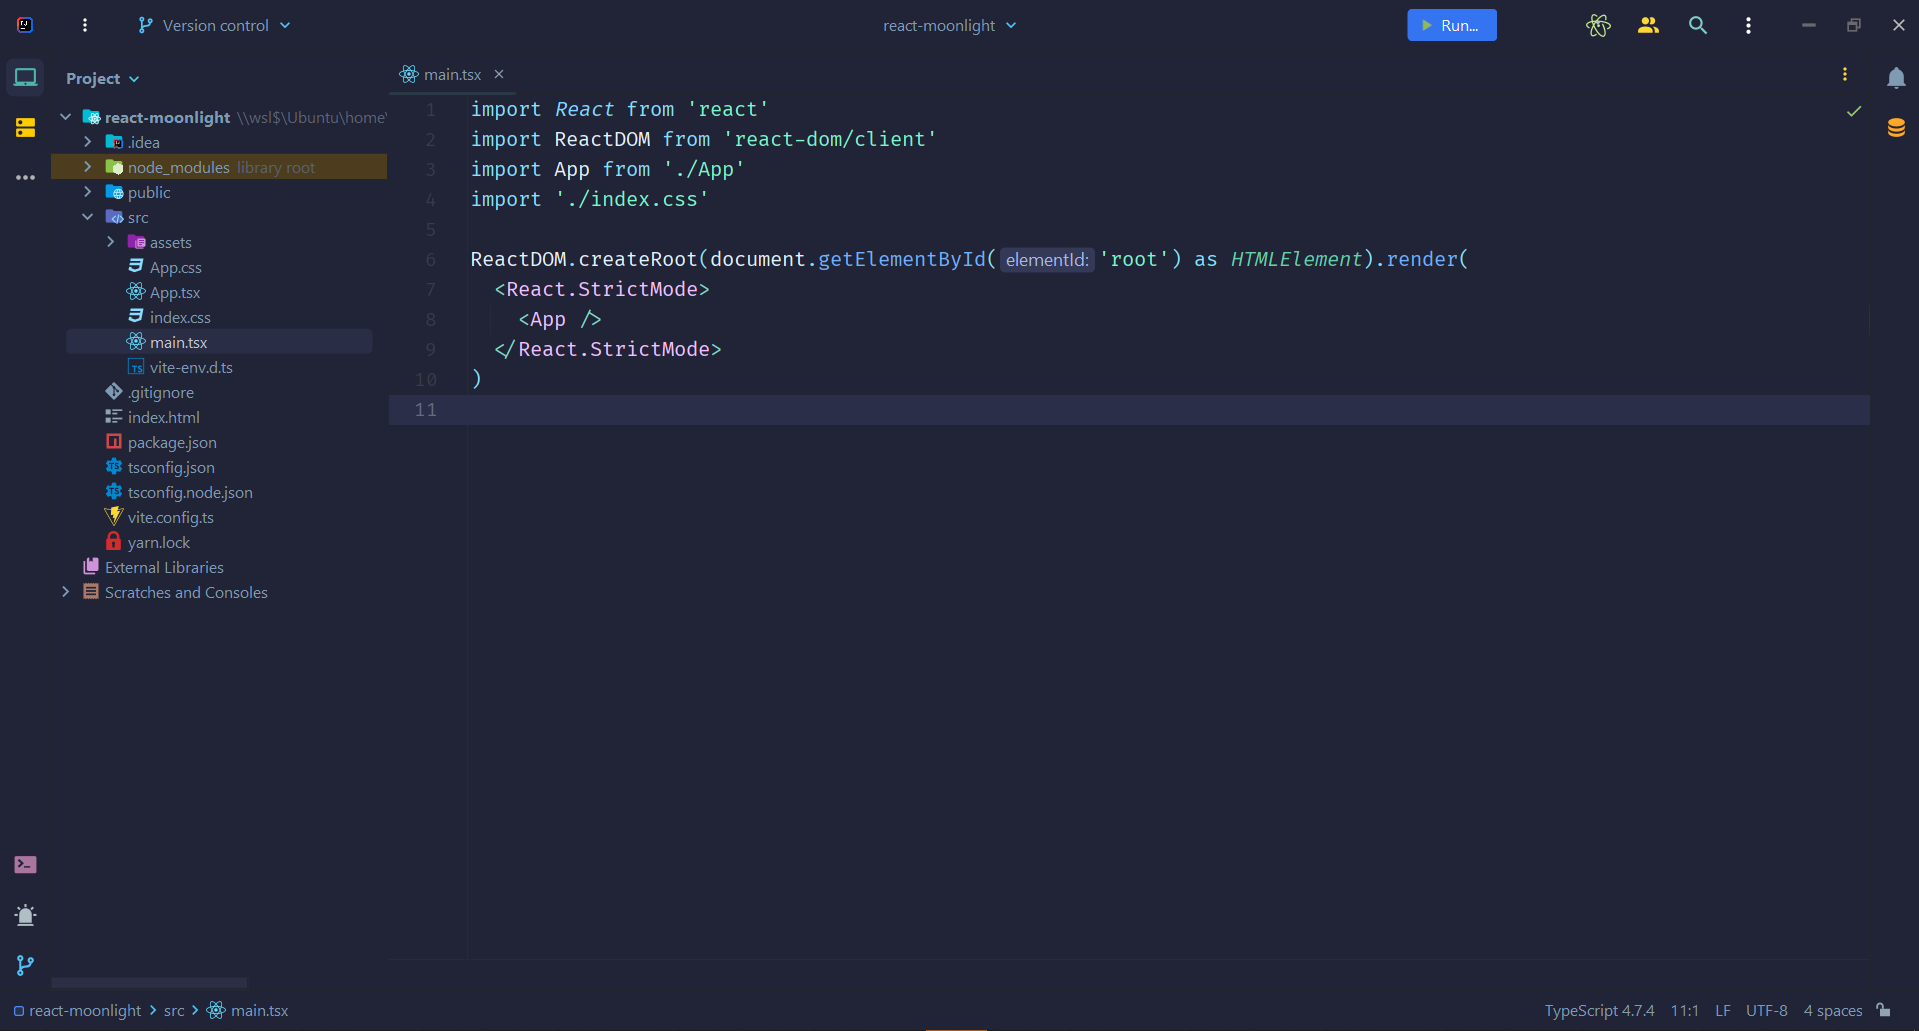 Version control
react-moonlight
Run...
Project
main.tsx
react-moonlight \\wsl$\Ubuntu\home\
.idea
node_modules library root
public
src
assets
App.css
App.tsx
index.css
main.tsx
vite-env.d.ts
.gitignore
index.html
package.json
tsconfig.json
tsconfig.node.json
vite.config.ts
yarn.lock
External Libraries
Scratches and Consoles
1 import React from 'react'
2 import ReactDOM from 'react-dom/client'
3 import App from './App'
4 import './index.css'
5
6 ReactDOM.createRoot(document.getElementById( elementId: 'root') as HTMLElement).render(
7 <React.StrictMode>
8 <App />
9 </React.StrictMode>
10 )
11
react-moonlight > src > main.tsx
TypeScript 4.7.4 11:1 LF UTF-8 4 spaces